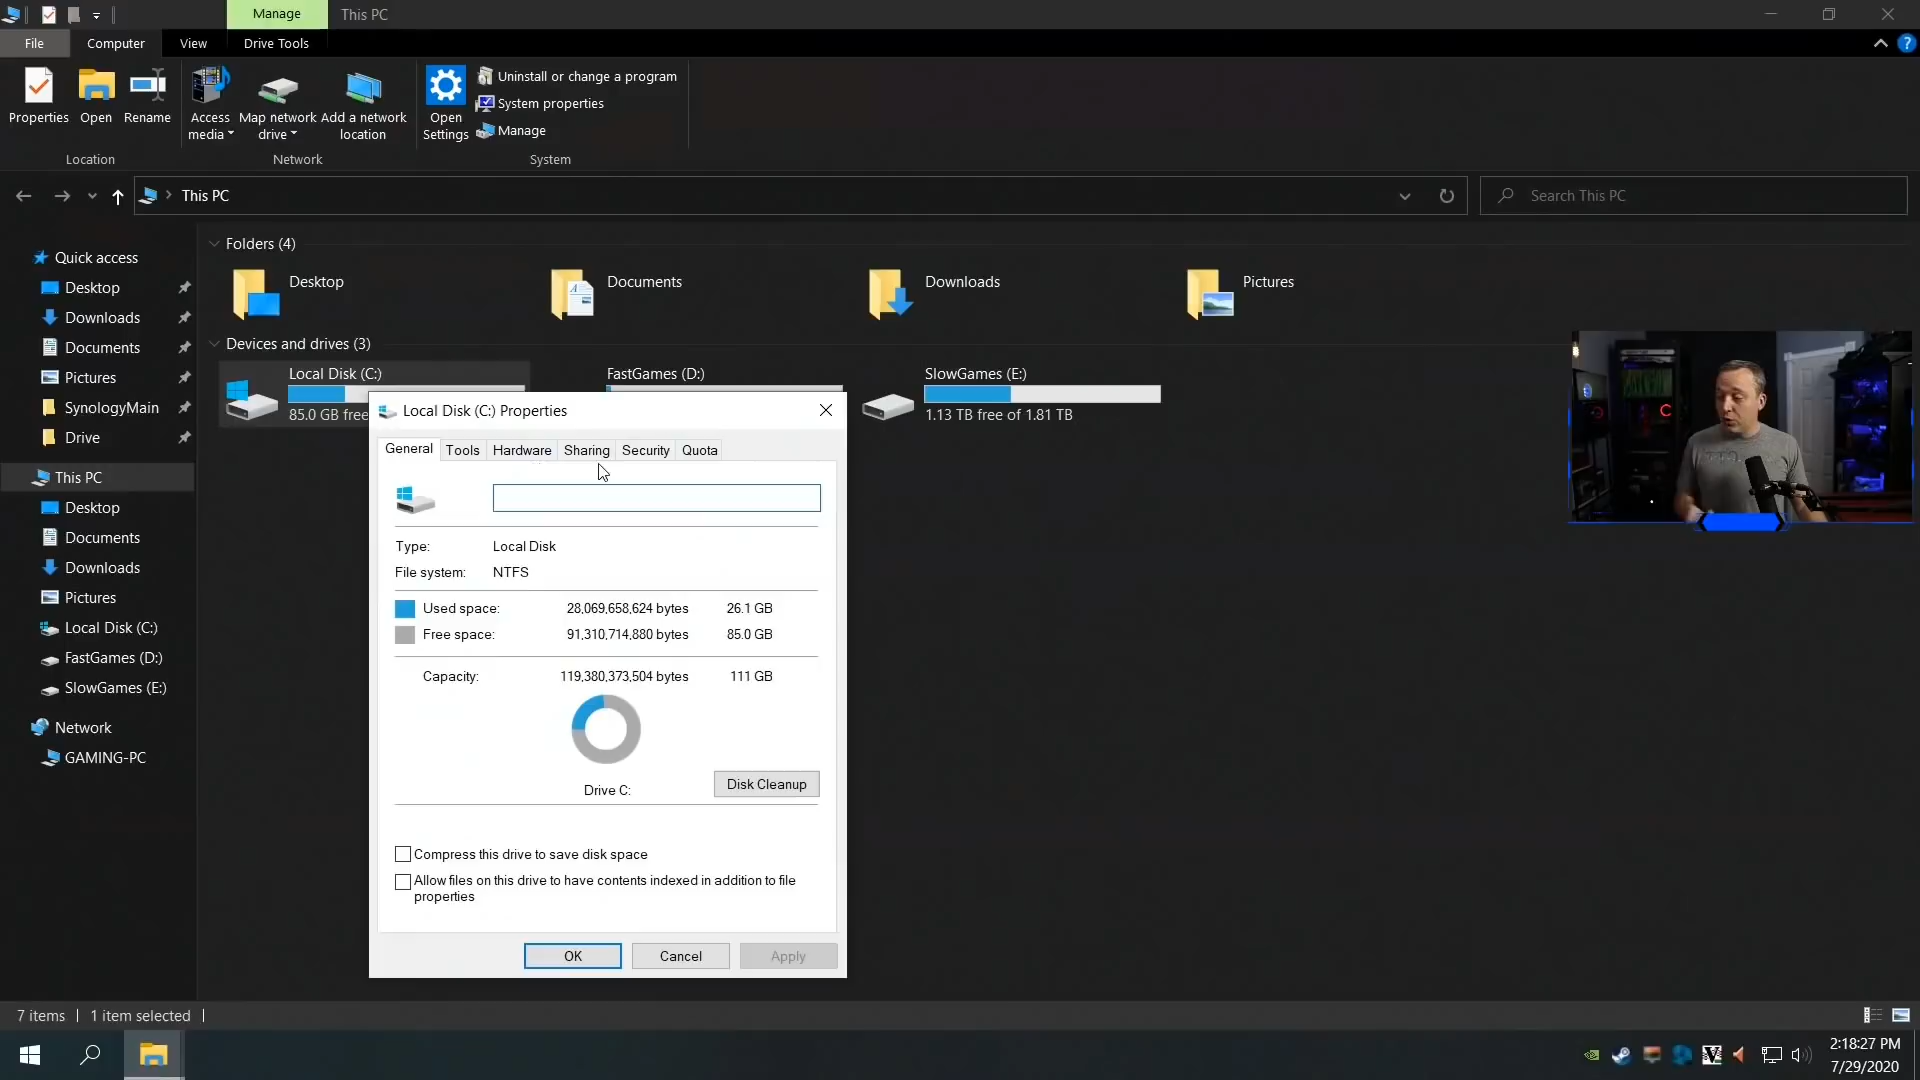 Manage
This PC
File
Computer
View
Drive Tools
Properties
Open
Rename
Access media
Map network drive
Add a network location
Open Settings
Uninstall or change a program
System properties
Manage
Location
Network
System
This PC
Search This PC
Quick access
Desktop
Downloads
Documents
Pictures
SynologyMain
Drive
This PC
Desktop
Documents
Downloads
Pictures
Local Disk (C:)
FastGames (D:)
SlowGames (E:)
Network
GAMING-PC
Folders (4)
Desktop
Documents
Downloads
Pictures
Devices and drives (3)
Local Disk (C:)
85.0 GB free
FastGames (D:)
SlowGames (E:)
1.13 TB free of 1.81 TB
Local Disk (C:) Properties
General
Tools
Hardware
Sharing
Security
Quota
Type: Local Disk
File system: NTFS
Used space: 28,069,658,624 bytes 26.1 GB
Free space: 91,310,714,880 bytes 85.0 GB
Capacity: 119,380,373,504 bytes 111 GB
Drive C:
Disk Cleanup
Compress this drive to save disk space
Allow files on this drive to have contents indexed in addition to file
properties
OK
Cancel
Apply
7 items
1 item selected
2:18:27 PM
7/29/2020